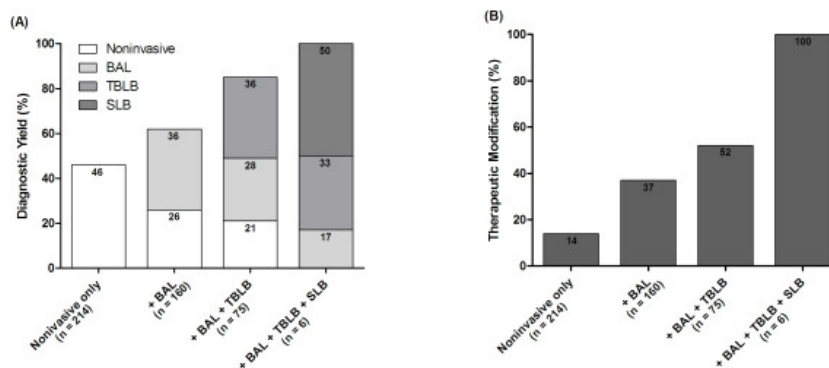 (A)
Diagnostic Yield (%)
100
80
60
40
20
0
Noninvasive
BAL
TBLB
SLB
46
36
26
36
28
21
50
33
17
Noninvasive only
(n = 214)
+ BAL
(n = 160)
+ BAL + TBLB
(n = 75)
+ BAL + TBLB + SLB
(n = 6)
(B)
Therapeutic Modification (%)
100
80
60
40
20
0
14
37
52
100
Noninvasive only
(n = 214)
+ BAL
(n = 160)
+ BAL + TBLB
(n = 75)
+ BAL + TBLB + SLB
(n = 6)